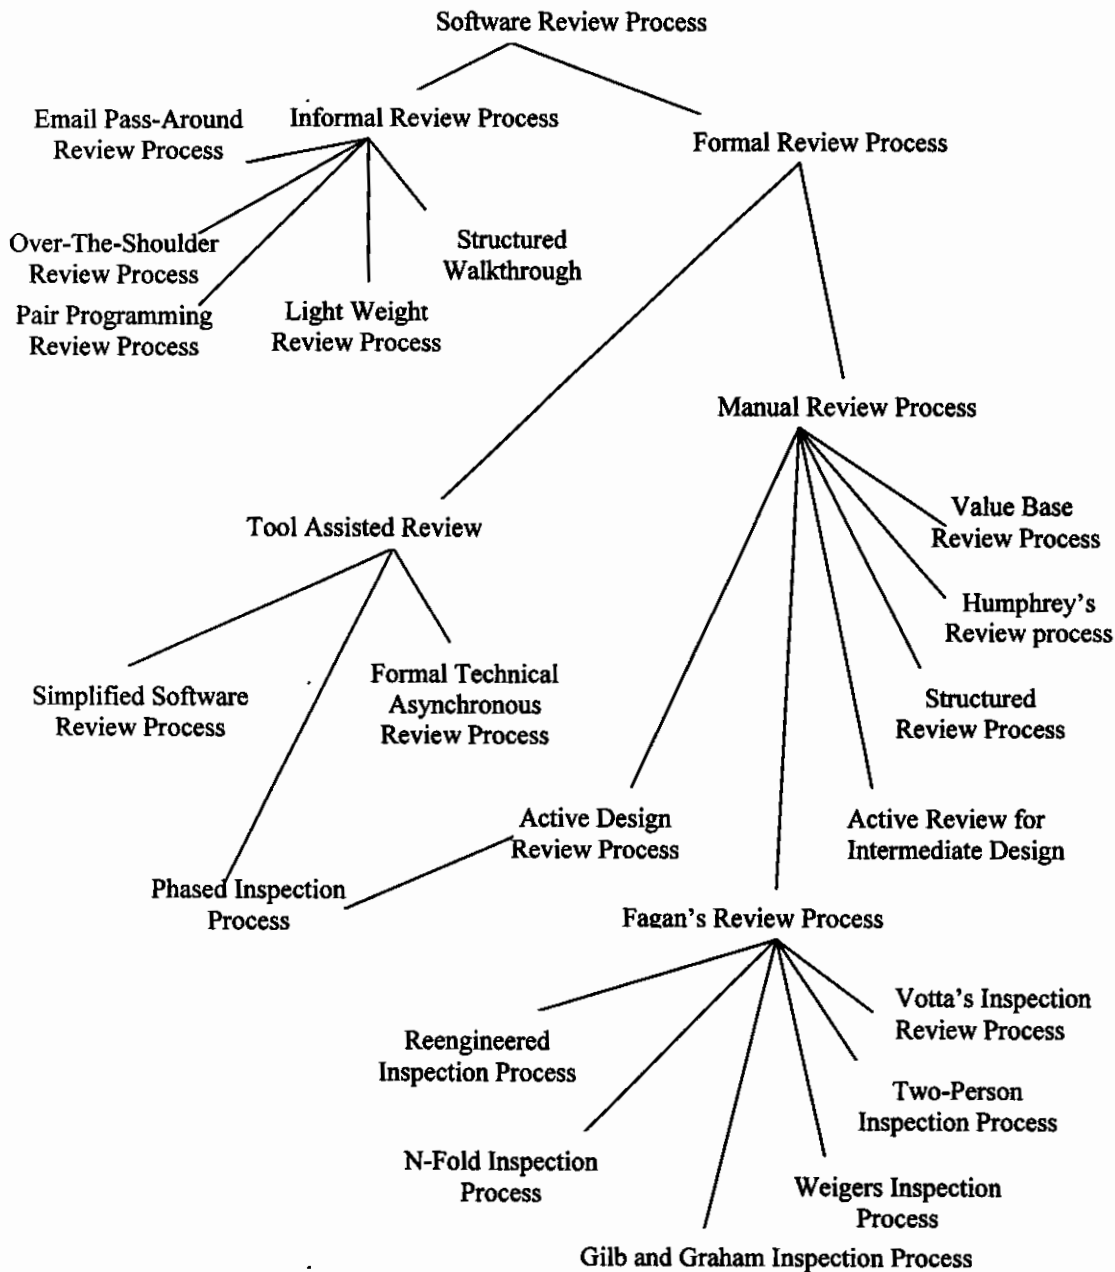 Software Review Process
Email Pass-Around
Review Process
Informal Review Process
Formal Review Process
Over-The-Shoulder
Review Process
Structured
Walkthrough
Pair Programming
Review Process
Light Weight
Review Process
Manual Review Process
Value Base
Review Process
Tool Assisted Review
Humphrey's
Review process
Simplified Software
Review Process
Formal Technical
Asynchronous
Review Process
Structured
Review Process
Active Design
Review Process
Active Review for
Intermediate Design
Phased Inspection
Process
Fagan's Review Process
Votta's Inspection
Review Process
Reengineered
Inspection Process
Two-Person
Inspection Process
N-Fold Inspection
Process
Weigers Inspection
Process
Gilb and Graham Inspection Process